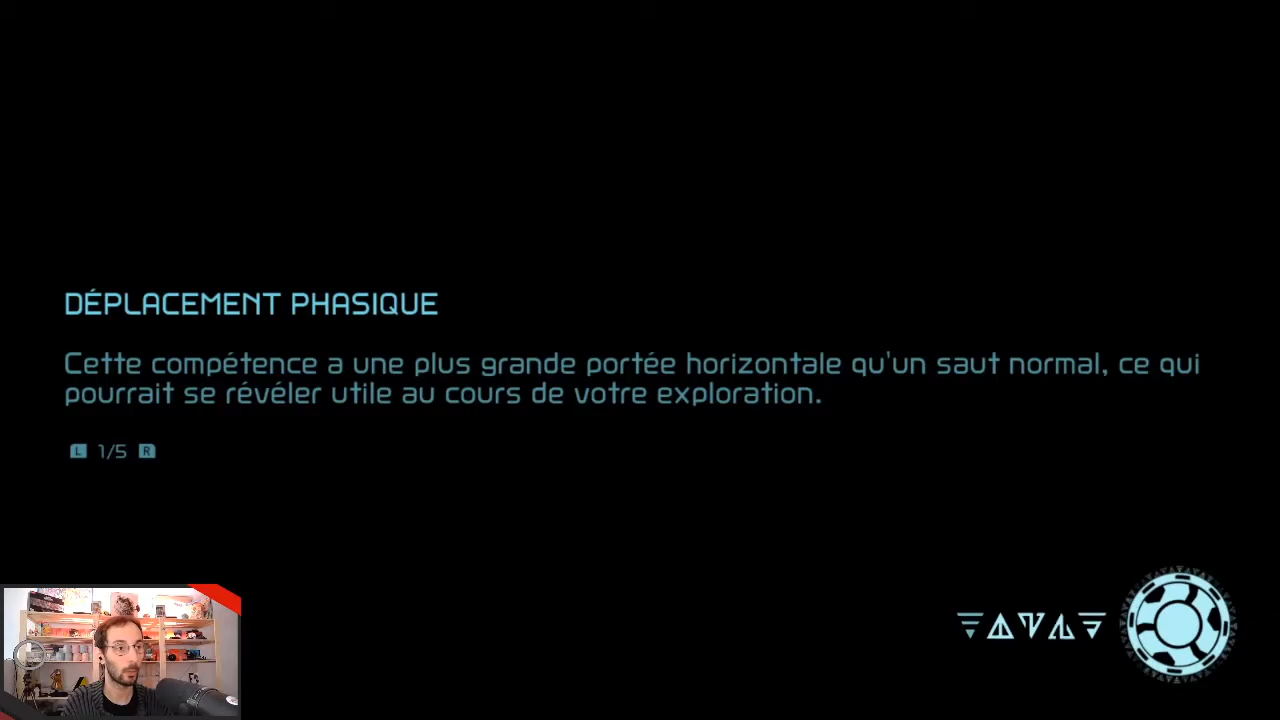 DÉPLACEMENT PHASIQUE
Cette compétence a une plus grande portée horizontale qu'un saut normal, ce qui
pourrait se révéler utile au cours de votre exploration.
L 1/5 R